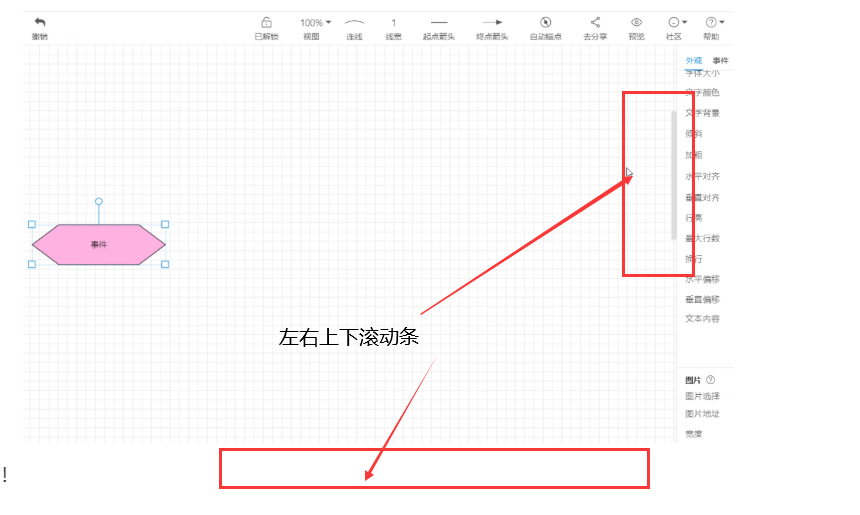 100%
1
撤销
已解锁
视图
连线
线宽
起点箭头
终点箭头
自动锚点
去分享
预览
社区
帮助
外观
事件
字体大小
文字颜色
文字背景
倾斜
加粗
水平对齐
垂直对齐
行高
最大行数
换行
水平偏移
垂直偏移
文本内容
事件
左右上下滚动条
图片
图片选择
图片地址
宽度
!